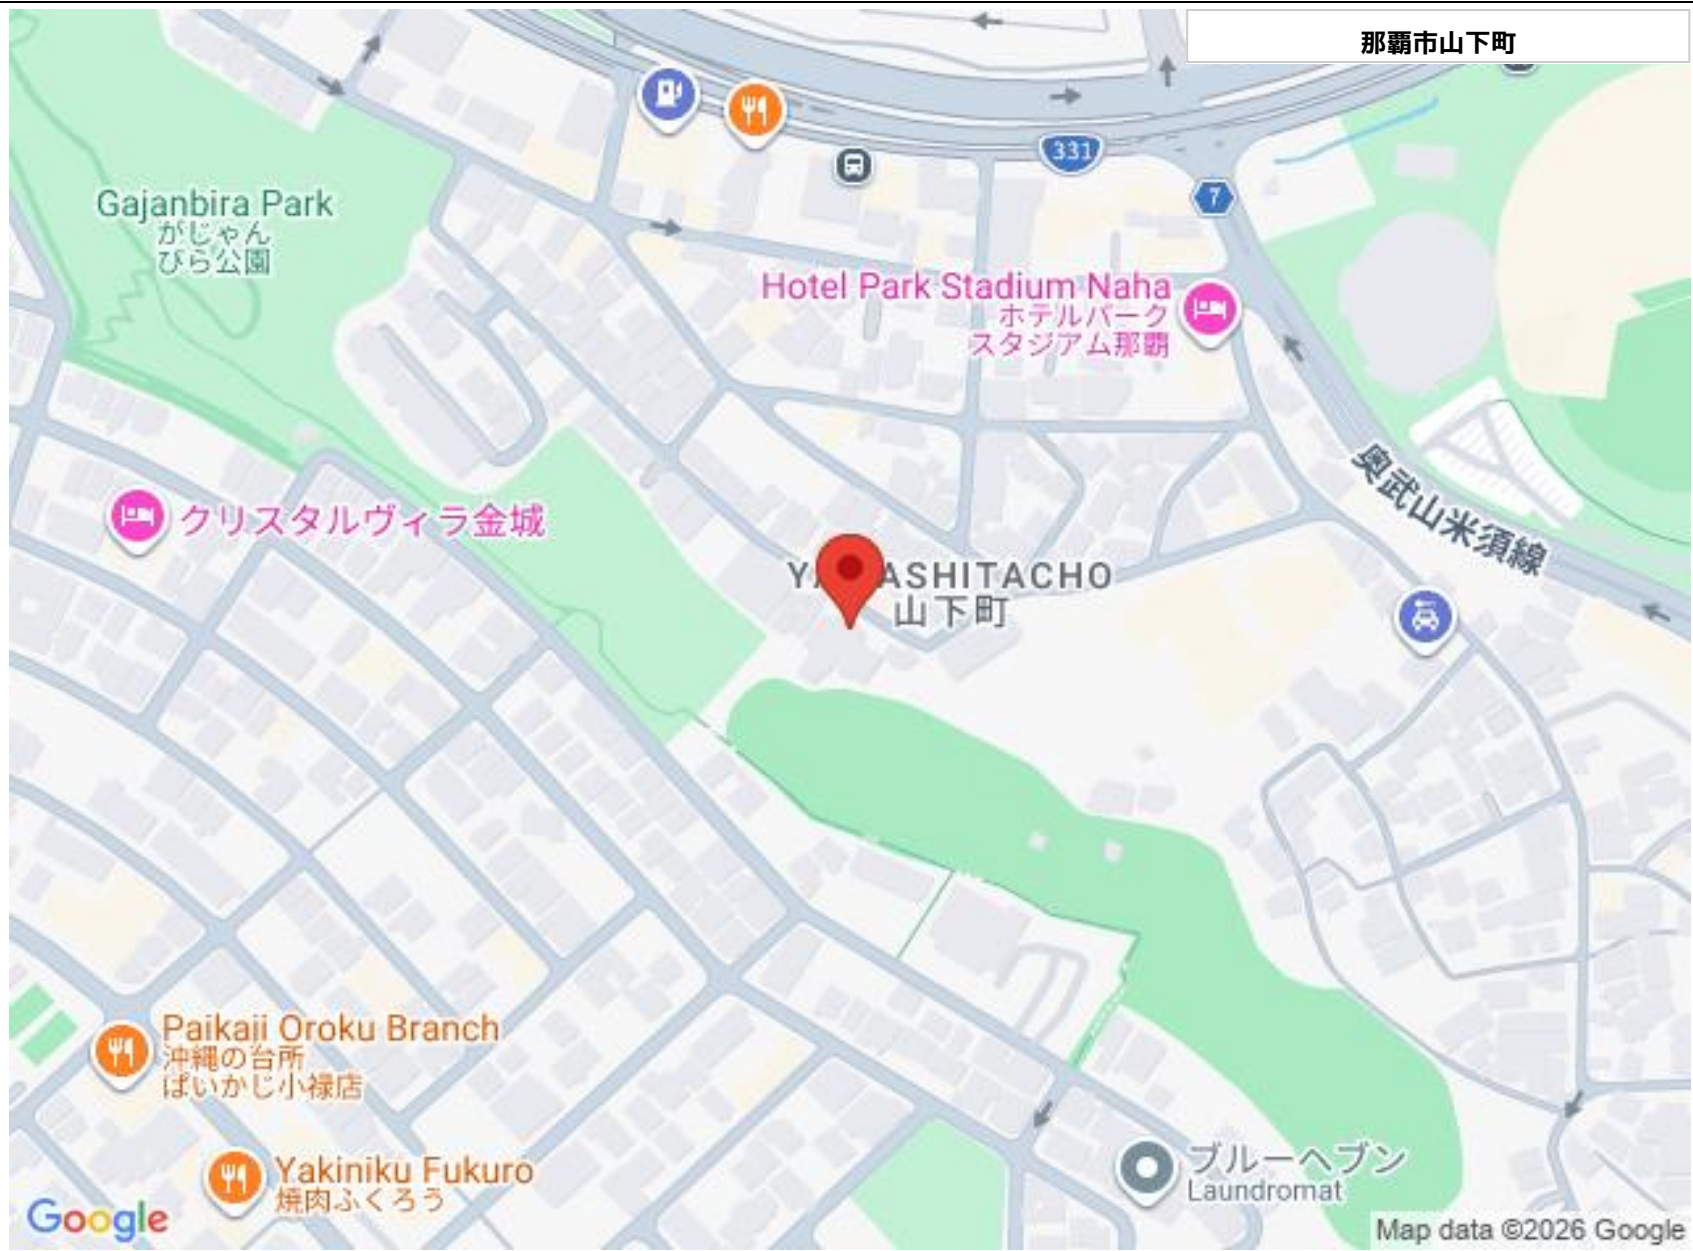 那覇市山下町
331
7
Gajanbira Park
がじゃん
びら公園
Hotel Park Stadium Naha
ホテルパーク
スタジアム那覇
奥武山米須線
クリスタルヴィラ金城
YAMASHITACHO
山下町
Paikaji Oroku Branch
沖縄の台所
ぱいかじ小禄店
Yakiniku Fukuro
焼肉ふくろう
ブルーヘブン
Laundromat
Google
Map data ©2026 Google